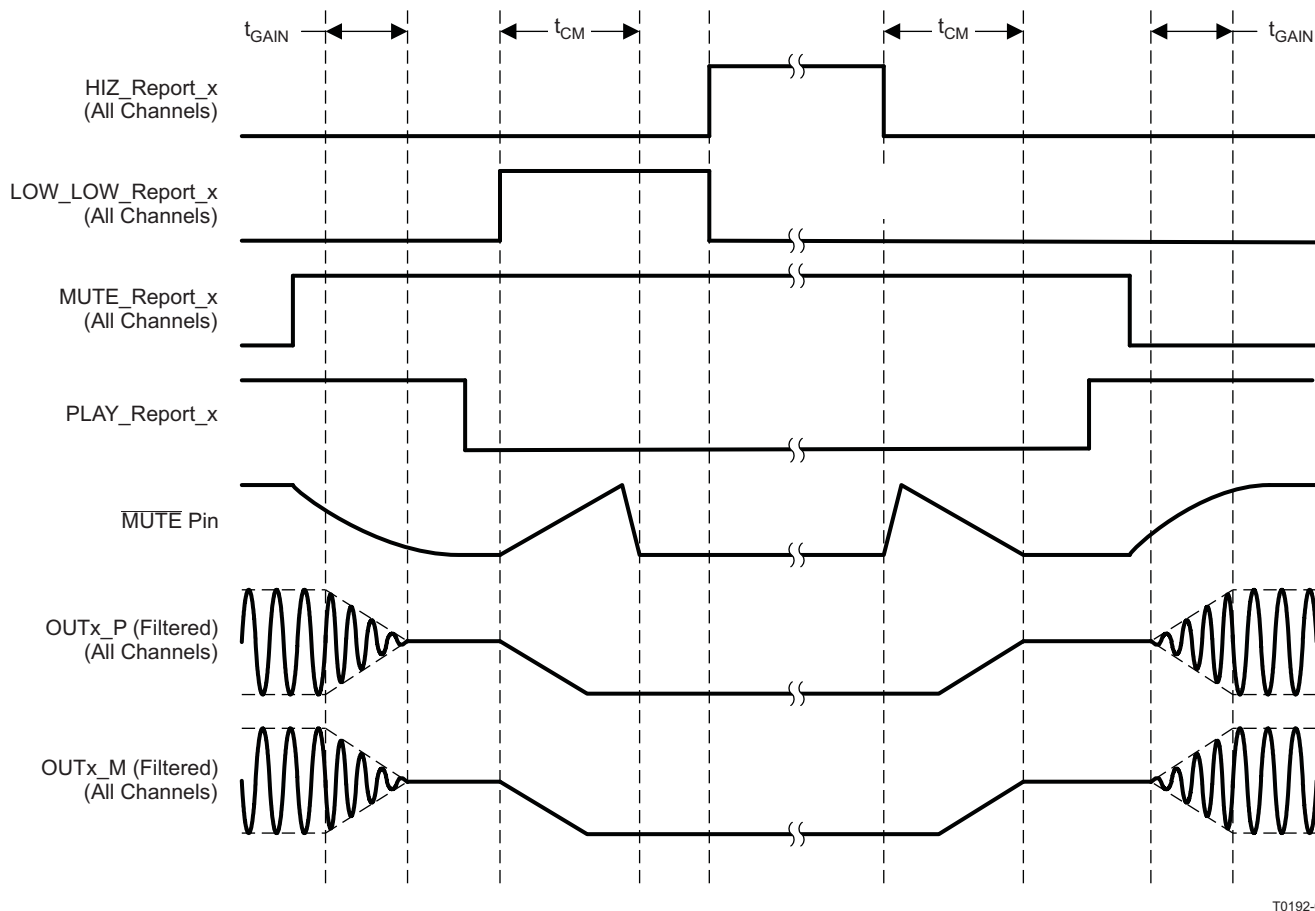 tGAIN
tCM
tCM
tGAIN
HIZ_Report_x
(All Channels)
LOW_LOW_Report_x
(All Channels)
MUTE_Report_x
(All Channels)
PLAY_Report_x
MUTE Pin
OUTx_P (Filtered)
(All Channels)
OUTx_M (Filtered)
(All Channels)
T0192-